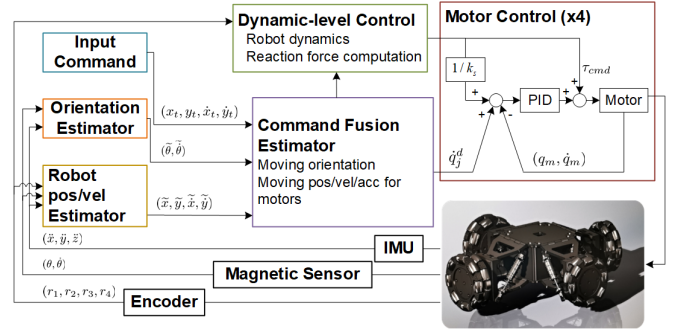 Dynamic-level Control
Robot dynamics
Reaction force computation
Motor Control (x4)
Input
Command
1/k_s
τ_cmd
PID
Motor
+
+
+
+
-
(x_t, y_t, ẋ_t, ẏ_t)
Orientation
Estimator
(θ̃, θ̃̇)
Command Fusion
Estimator
Moving orientation
Moving pos/vel/acc for
motors
q̇_j^d
(q_m, q̇_m)
Robot
pos/vel
Estimator
(x̃, ỹ, x̃̇, ỹ̇)
(ẍ, ÿ, z̈)
IMU
(θ, θ̇)
Magnetic Sensor
(r_1, r_2, r_3, r_4)
Encoder